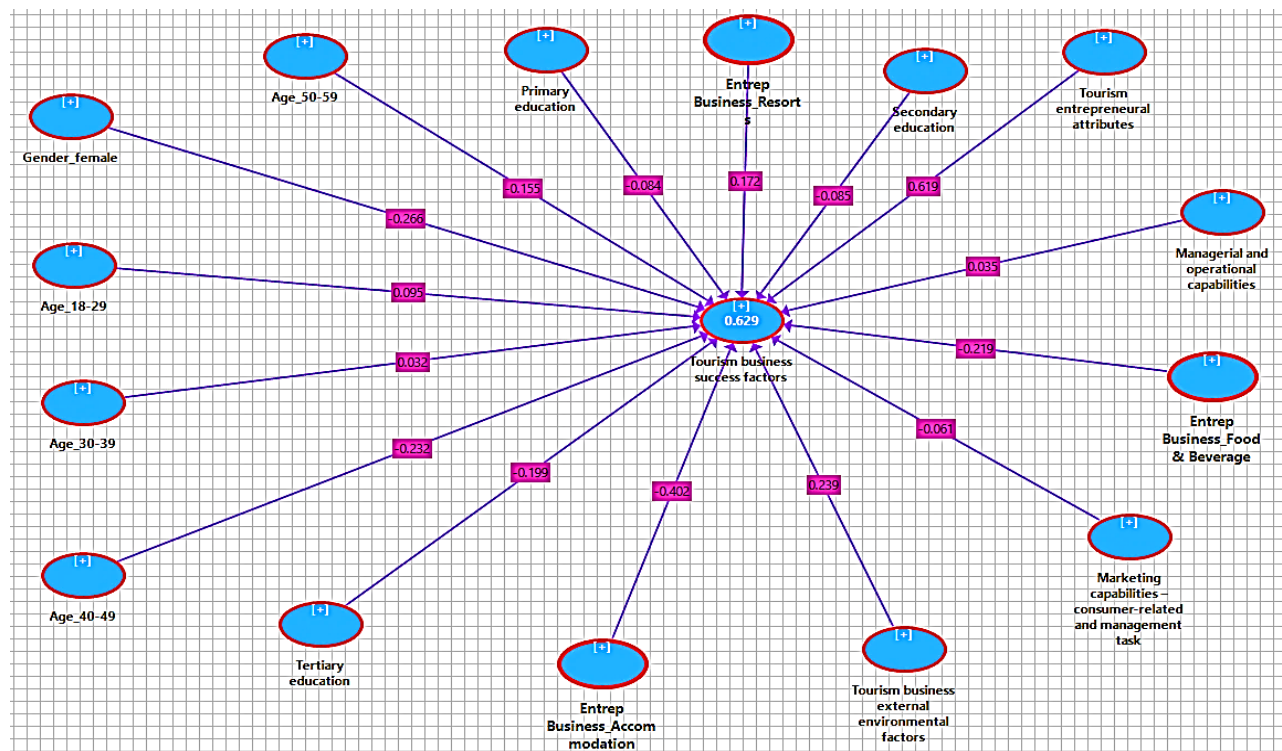 [+]
Age_50-59
[+]
Primary
education
[+]
Entrep
Business_Resort
s
[+]
Secondary
education
[+]
Tourism
entrepreneural
attributes
[+]
Gender_female
-0.155
-0.084
0.172
-0.085
0.619
[+]
Managerial and
operational
capabilities
-0.266
[+]
Age_18-29
0.095
0.035
[+]
0.629
Tourism business
success factors
[+]
Age_30-39
0.032
-0.219
[+]
Entrep
Business_Food
& Beverage
-0.232
-0.199
-0.402
0.239
-0.061
[+]
Age_40-49
[+]
Tertiary
education
[+]
Entrep
Business_Accom
modation
[+]
Tourism business
external
environmental
factors
[+]
Marketing
capabilities –
consumer-related
and management
task